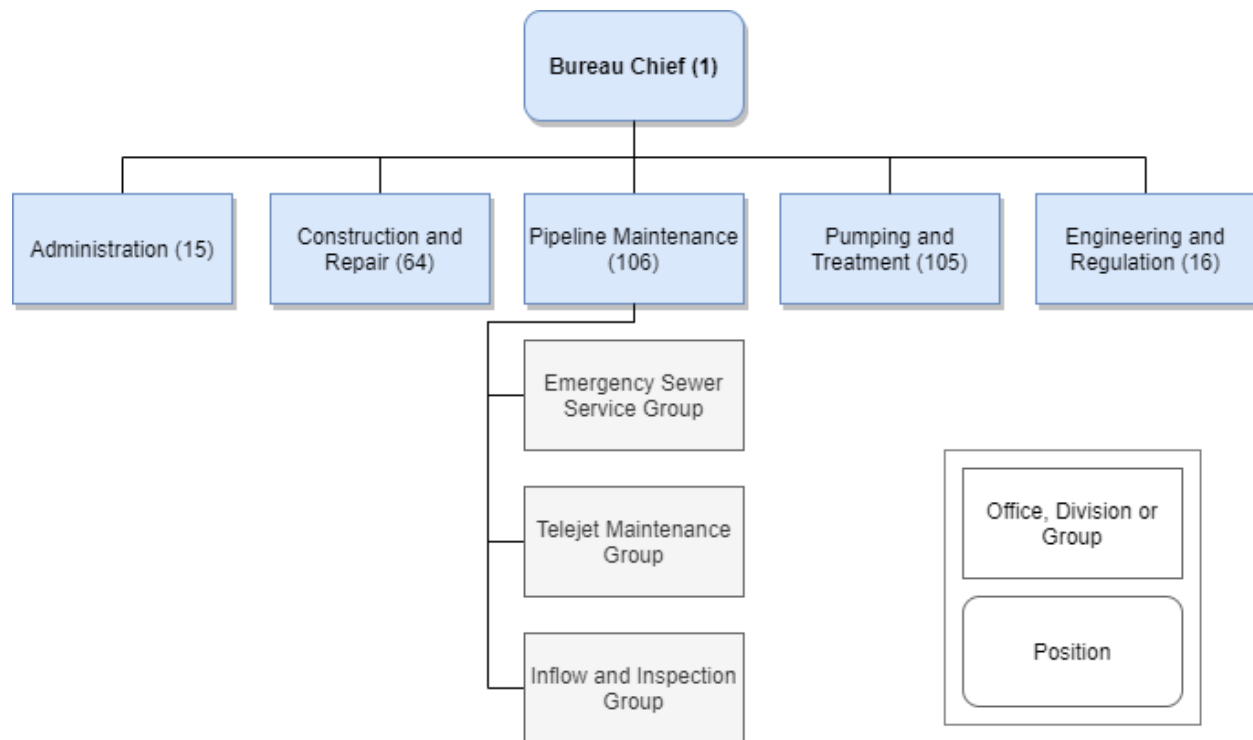 Bureau Chief (1)
Administration (15)
Construction and
Repair (64)
Pipeline Maintenance
(106)
Pumping and
Treatment (105)
Engineering and
Regulation (16)
Emergency Sewer
Service Group
Telejet Maintenance
Group
Inflow and Inspection
Group
Office, Division or
Group
Position